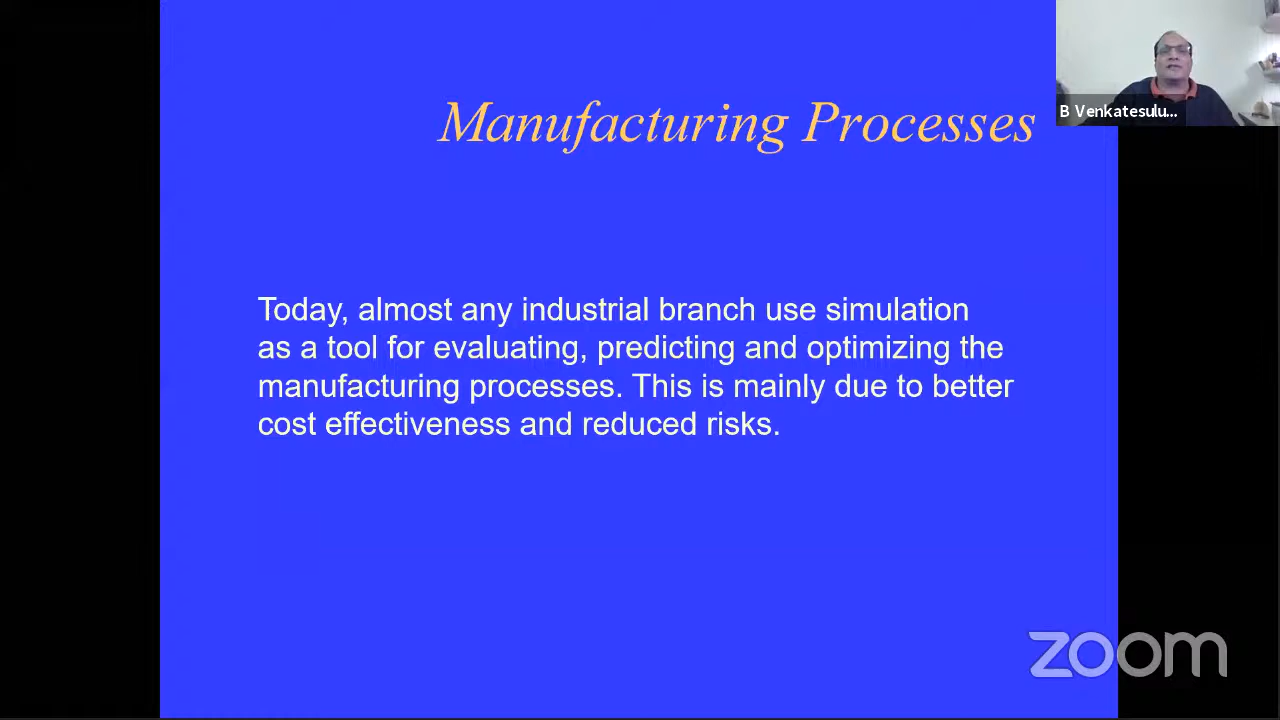 Manufacturing Processes
B Venkatesulu...
Today, almost any industrial branch use simulation
as a tool for evaluating, predicting and optimizing the
manufacturing processes. This is mainly due to better
cost effectiveness and reduced risks.
zoom